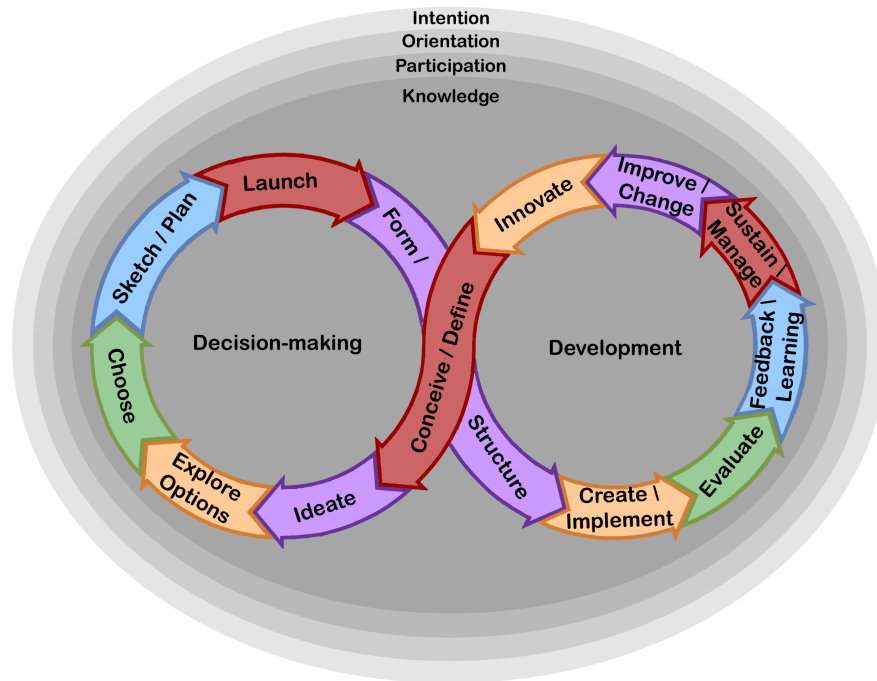 Intention
Orientation
Participation
Knowledge
Launch
Form /
Structure
Create \
Implement
Evaluate
Feedback \
Learning
Sustain /
Manage
Improve /
Change
Innovate
Conceive / Define
Ideate
Explore
Options
Choose
Sketch / Plan
Decision-making
Development